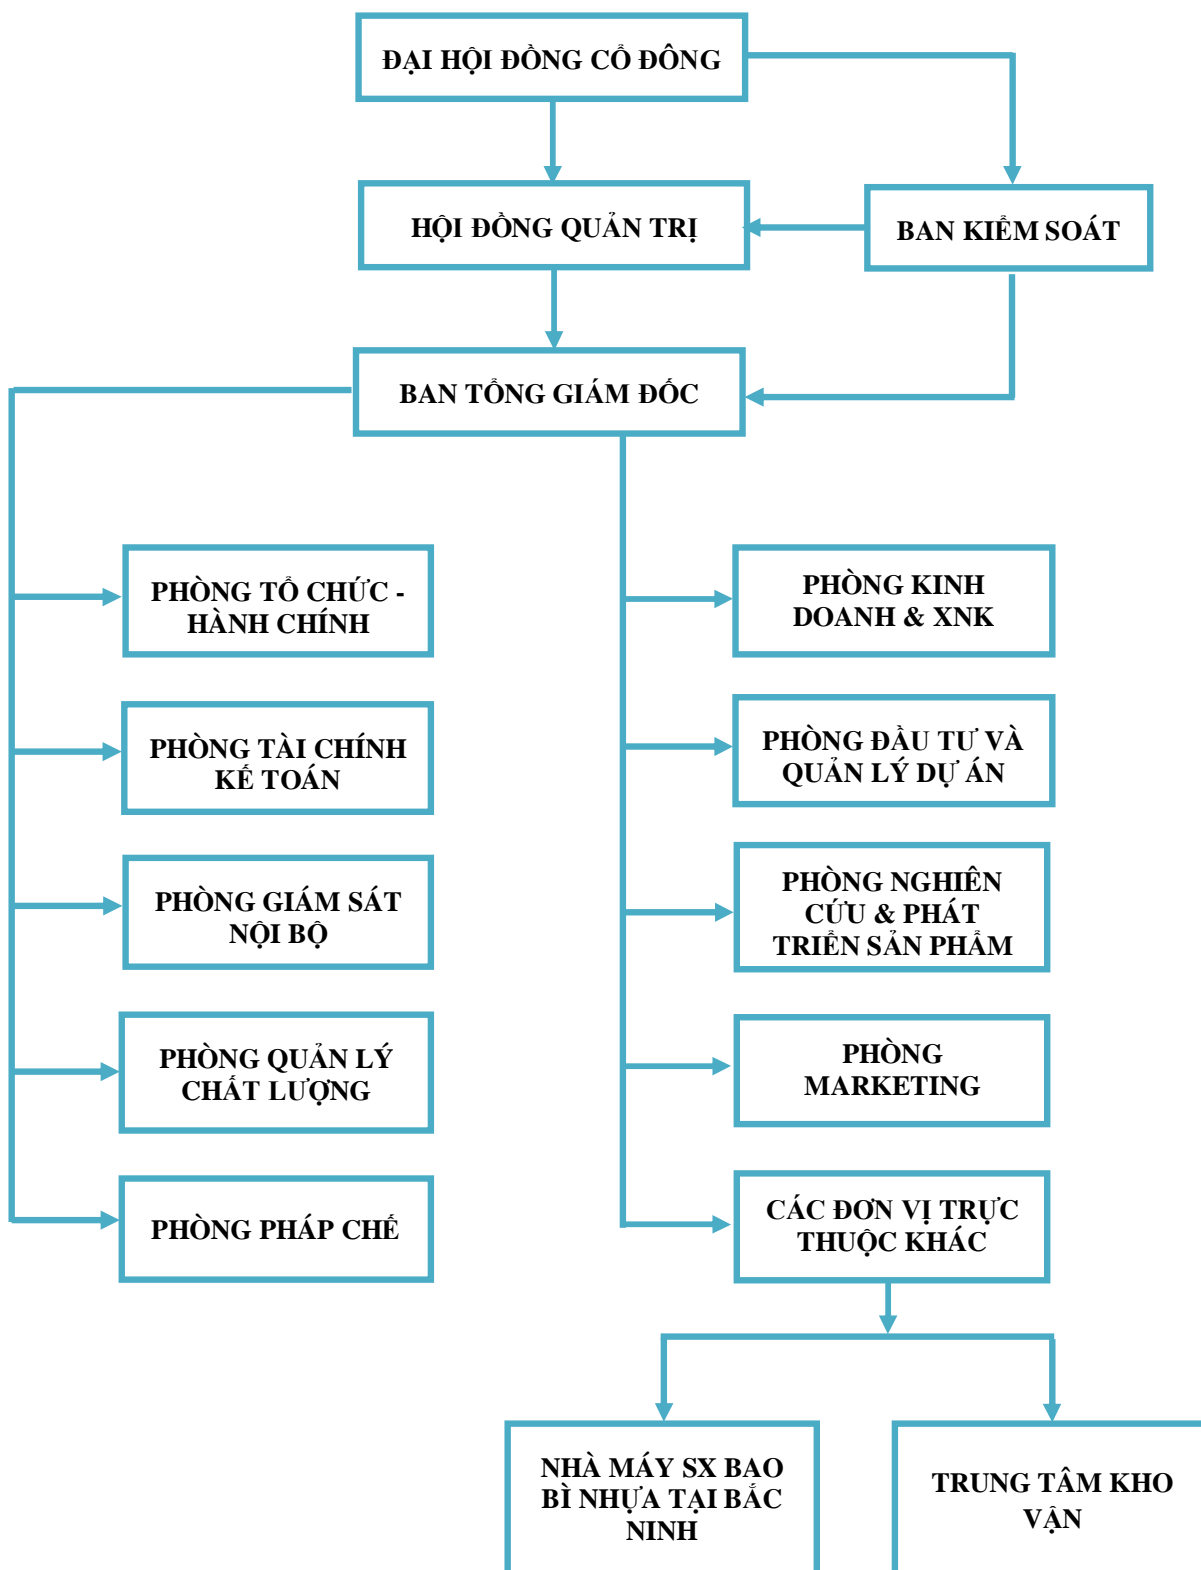 ĐẠI HỘI ĐỒNG CỔ ĐÔNG
HỘI ĐỒNG QUẢN TRỊ
BAN KIỂM SOÁT
BAN TỔNG GIÁM ĐỐC
PHÒNG TỔ CHỨC -
HÀNH CHÍNH
PHÒNG TÀI CHÍNH
KẾ TOÁN
PHÒNG GIÁM SÁT
NỘI BỘ
PHÒNG QUẢN LÝ
CHẤT LƯỢNG
PHÒNG PHÁP CHẾ
PHÒNG KINH
DOANH & XNK
PHÒNG ĐẦU TƯ VÀ
QUẢN LÝ DỰ ÁN
PHÒNG NGHIÊN
CỨU & PHÁT
TRIỂN SẢN PHẨM
PHÒNG
MARKETING
CÁC ĐƠN VỊ TRỰC
THUỘC KHÁC
NHÀ MÁY SX BAO
BÌ NHỰA TẠI BẮC
NINH
TRUNG TÂM KHO
VẬN